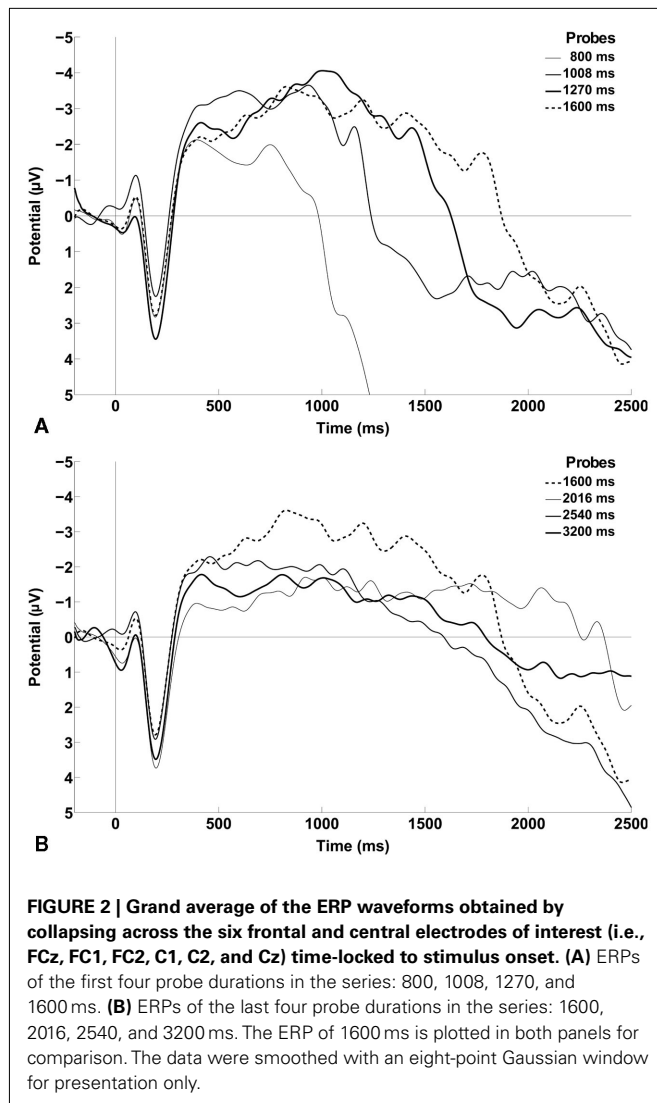 Probes
800 ms
1008 ms
1270 ms
1600 ms
Potential (µV)
−5
−4
−3
−2
−1
0
1
2
3
4
5
0 500 1000 1500 2000 2500
A
Time (ms)
Probes
1600 ms
2016 ms
2540 ms
3200 ms
Potential (µV)
−5
−4
−3
−2
−1
0
1
2
3
4
5
0 500 1000 1500 2000 2500
B
Time (ms)
FIGURE 2 | Grand average of the ERP waveforms obtained by
collapsing across the six frontal and central electrodes of interest (i.e.,
FCz, FC1, FC2, C1, C2, and Cz) time-locked to stimulus onset. (A) ERPs
of the first four probe durations in the series: 800, 1008, 1270, and
1600 ms. (B) ERPs of the last four probe durations in the series: 1600,
2016, 2540, and 3200 ms. The ERP of 1600 ms is plotted in both panels for
comparison. The data were smoothed with an eight-point Gaussian window
for presentation only.